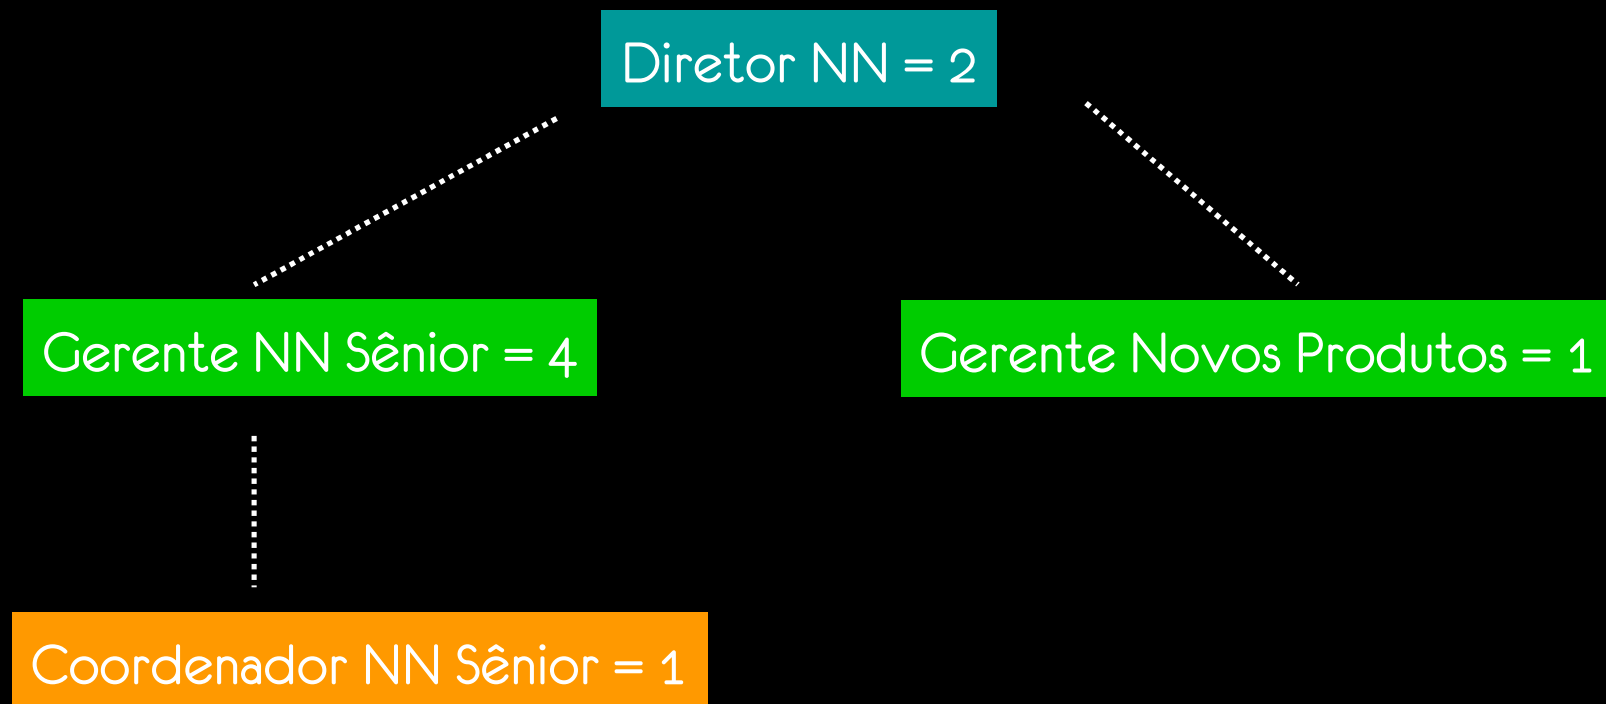 Diretor NN = 2
Gerente NN Sênior = 4
Gerente Novos Produtos = 1
Coordenador NN Sênior = 1